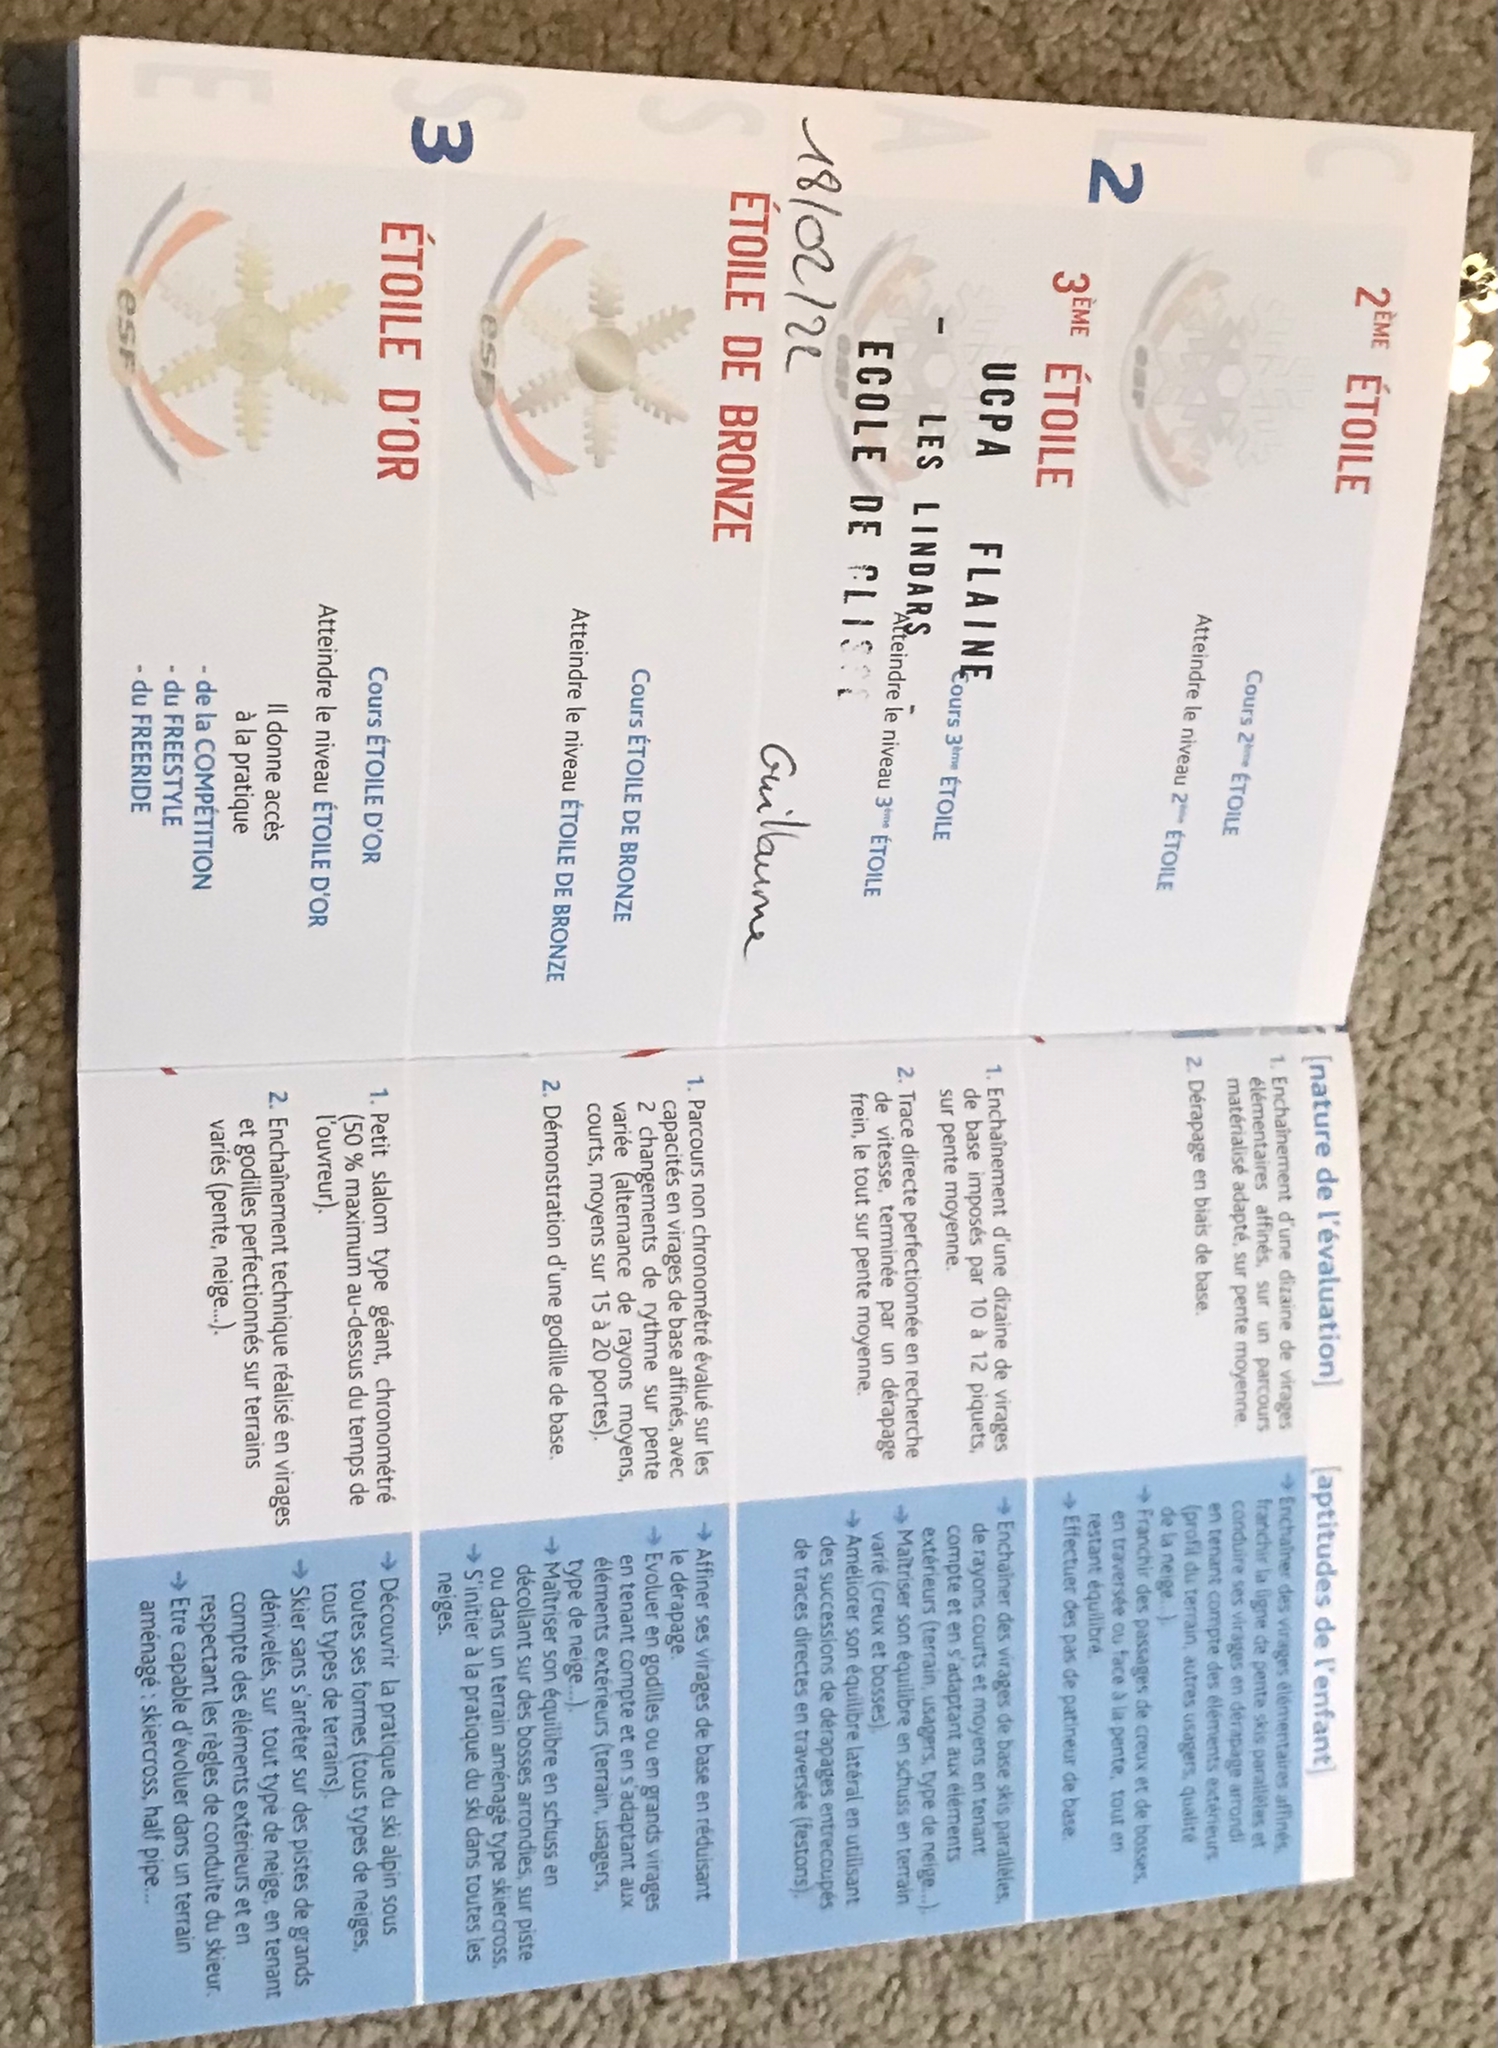 CLASSE
2ÈME ÉTOILE
esf
Cours 2ème ÉTOILE
Atteindre le niveau 2ème ÉTOILE
[nature de l'évaluation]
1. Enchaînement d'une dizaine de virages
élémentaires affinés, sur un parcours
matérialisé adapté, sur pente moyenne.
2. Dérapage en biais de base.
[aptitudes de l'enfant]
→ Enchaîner des virages élémentaires affinés,
franchir la ligne de pente skis parallèles et
conduire ses virages en dérapage arrondi
en tenant compte des éléments extérieurs
(profil du terrain, autres usagers, qualité
de la neige...).
→ Franchir des passages de creux et de bosses,
en traversée ou face à la pente, tout en
restant équilibré.
→ Effectuer des pas de patineur de base.
2
3ÈME ÉTOILE
UCPA FLAINE
- LES LINDARS -
ECOLE DE GLISSE
esf
18/02/22
Guillaume
Cours 3ème ÉTOILE
Atteindre le niveau 3ème ÉTOILE
1. Enchaînement d'une dizaine de virages
de base imposés par 10 à 12 piquets,
sur pente moyenne.
2. Trace directe perfectionnée en recherche
de vitesse, terminée par un dérapage
frein, le tout sur pente moyenne.
→ Enchaîner des virages de base skis parallèles,
de rayons courts et moyens en tenant
compte et en s'adaptant aux éléments
extérieurs (terrain, usagers, type de neige...).
→ Maîtriser son équilibre en schuss en terrain
varié (creux et bosses).
→ Améliorer son équilibre latéral en utilisant
des successions de dérapages entrecoupés
de traces directes en traversée (festons).
ÉTOILE DE BRONZE
esf
Cours ÉTOILE DE BRONZE
Atteindre le niveau ÉTOILE DE BRONZE
1. Parcours non chronométré évalué sur les
capacités en virages de base affinés, avec
2 changements de rythme sur pente
variée (alternance de rayons moyens,
courts, moyens sur 15 à 20 portes).
2. Démonstration d'une godille de base.
→ Affiner ses virages de base en réduisant
le dérapage.
→ Evoluer en godilles ou en grands virages
en tenant compte et en s'adaptant aux
éléments extérieurs (terrain, usagers,
type de neige...).
→ Maîtriser son équilibre en schuss en
décollant sur des bosses arrondies, sur piste
ou dans un terrain aménagé type skiercross.
→ S'initier à la pratique du ski dans toutes les
neiges.
3
ÉTOILE D'OR
esf
Cours ÉTOILE D'OR
Atteindre le niveau ÉTOILE D'OR
Il donne accès
à la pratique
- de la COMPÉTITION
- du FREESTYLE
- du FREERIDE
1. Petit slalom type géant, chronométré
(50 % maximum au-dessus du temps de
l'ouvreur).
2. Enchaînement technique réalisé en virages
et godilles perfectionnés sur terrains
variés (pente, neige...).
→ Découvrir la pratique du ski alpin sous
toutes ses formes (tous types de neiges,
tous types de terrains).
→ Skier sans s'arrêter sur des pistes de grands
dénivelés, sur tout type de neige, en tenant
compte des éléments extérieurs et en
respectant les règles de conduite du skieur.
→ Etre capable d'évoluer dans un terrain
aménagé : skiercross, half pipe...